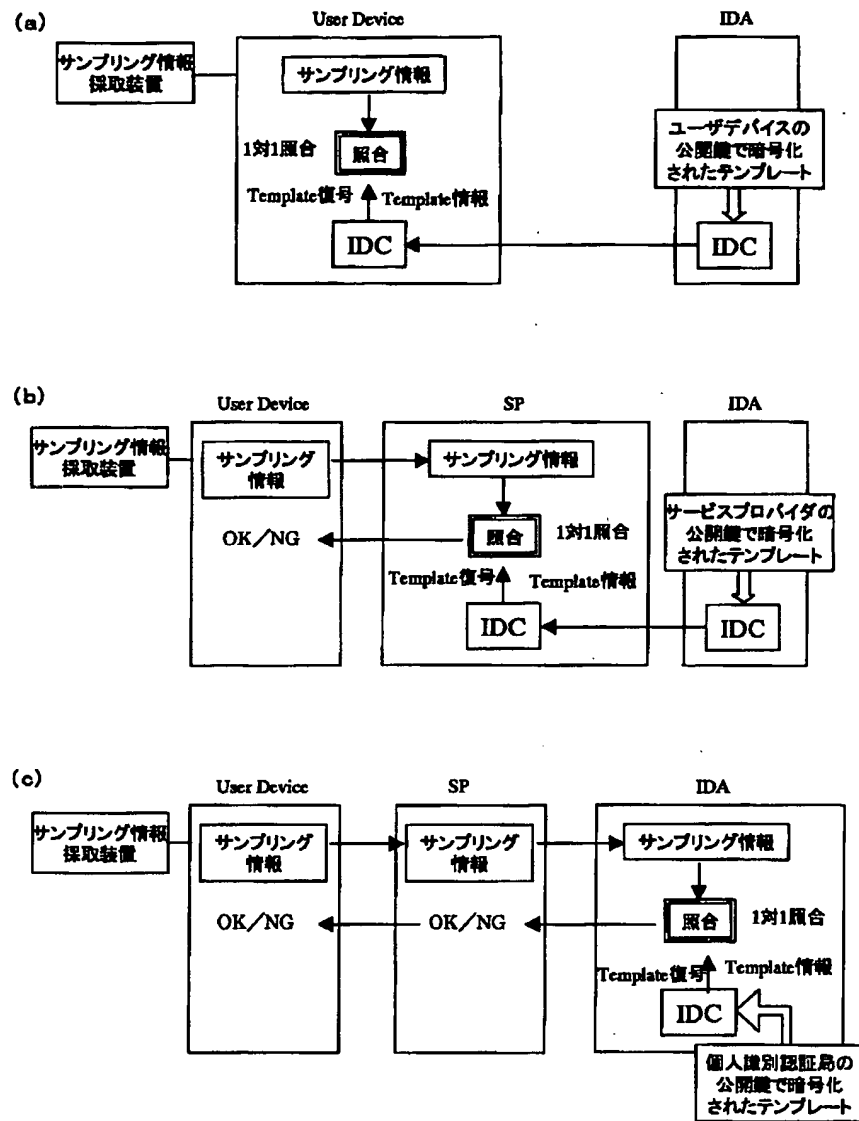 (a)
User Device
IDA
サンプリング情報
採取装置
サンプリング情報
1対1照合
照合
Template復号
Template情報
IDC
ユーザデバイスの
公開鍵で暗号化
されたテンプレート
IDC
(b)
User Device
SP
IDA
サンプリング情報
採取装置
サンプリング
情報
サンプリング情報
OK/NG
照合
1対1照合
Template復号
Template情報
IDC
サービスプロバイダの
公開鍵で暗号化
されたテンプレート
IDC
(c)
User Device
SP
IDA
サンプリング情報
採取装置
サンプリング
情報
サンプリング
情報
サンプリング情報
OK/NG
OK/NG
照合
1対1照合
Template復号
Template情報
IDC
個人識別認証局の
公開鍵で暗号化
されたテンプレート